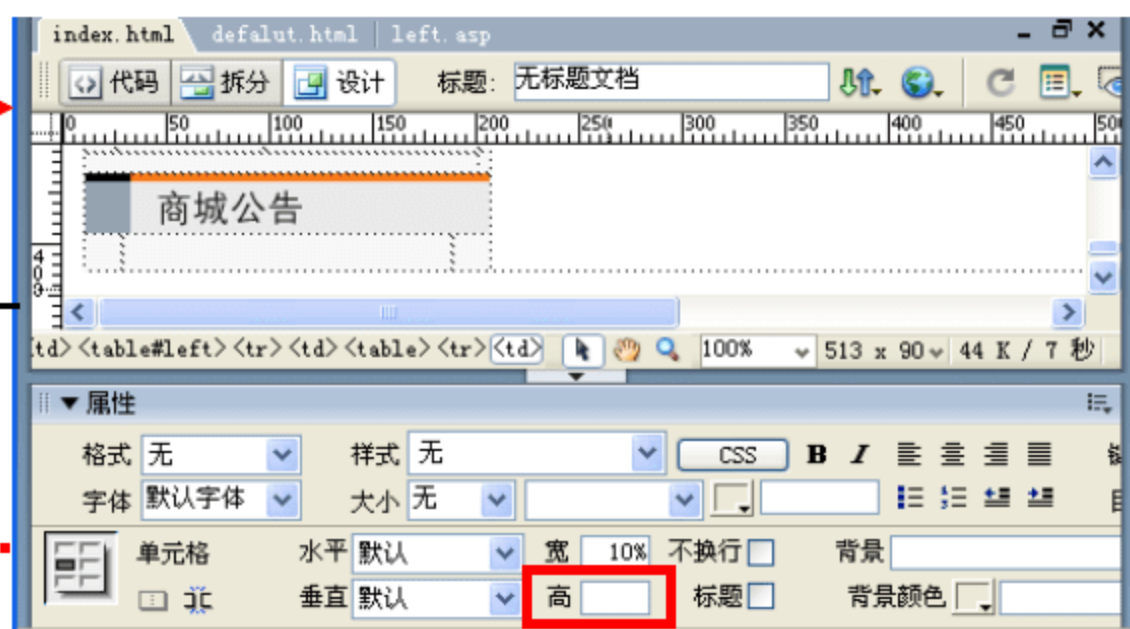 index.html defalut.html left.asp
代码 拆分 设计 标题: 无标题文档
0 50 100 150 200 250 300 350 400 450 500
商城公告
400
td> <table#left> <tr> <td> <table> <tr> <td> 100% 513 x 90 44 K / 7 秒
属性
格式 无 样式 无 CSS B I
字体 默认字体 大小 无
单元格 水平 默认 宽 10% 不换行 背景
垂直 默认 高 标题 背景颜色